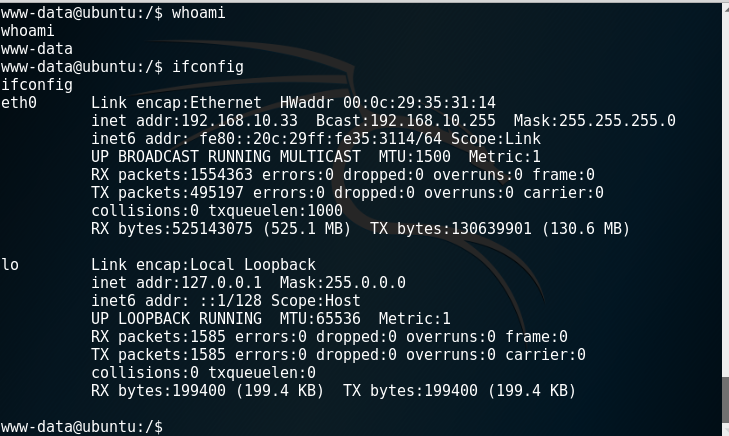 www-data@ubuntu:/$ whoami
whoami
www-data
www-data@ubuntu:/$ ifconfig
ifconfig
eth0      Link encap:Ethernet  HWaddr 00:0c:29:35:31:14
          inet addr:192.168.10.33  Bcast:192.168.10.255  Mask:255.255.255.0
          inet6 addr: fe80::20c:29ff:fe35:3114/64 Scope:Link
          UP BROADCAST RUNNING MULTICAST  MTU:1500  Metric:1
          RX packets:1554363 errors:0 dropped:0 overruns:0 frame:0
          TX packets:495197 errors:0 dropped:0 overruns:0 carrier:0
          collisions:0 txqueuelen:1000
          RX bytes:525143075 (525.1 MB)  TX bytes:130639901 (130.6 MB)

lo        Link encap:Local Loopback
          inet addr:127.0.0.1  Mask:255.0.0.0
          inet6 addr: ::1/128 Scope:Host
          UP LOOPBACK RUNNING  MTU:65536  Metric:1
          RX packets:1585 errors:0 dropped:0 overruns:0 frame:0
          TX packets:1585 errors:0 dropped:0 overruns:0 carrier:0
          collisions:0 txqueuelen:0
          RX bytes:199400 (199.4 KB)  TX bytes:199400 (199.4 KB)

www-data@ubuntu:/$